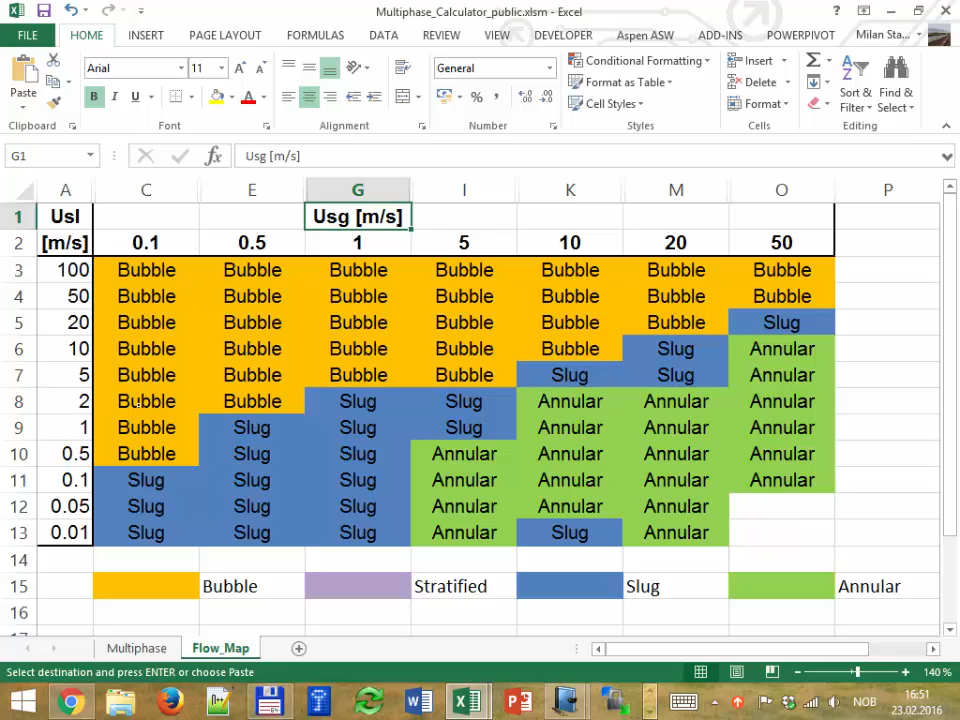 Multiphase_Calculator_public.xlsm - Excel
?
FILE HOME INSERT PAGE LAYOUT FORMULAS DATA REVIEW VIEW DEVELOPER Aspen ASW ADD-INS POWERPIVOT Milan Sta...
Paste
Arial 11
General
B I U
% ,
Conditional Formatting
Format as Table
Cell Styles
Insert
Delete
Format
Sort & Filter
Find & Select
Clipboard Font Alignment Number Styles Cells Editing
G1 fx Usg [m/s]
A C E G I K M O P
1 Usl Usg [m/s]
2 [m/s] 0.1 0.5 1 5 10 20 50
3 100 Bubble Bubble Bubble Bubble Bubble Bubble Bubble
4 50 Bubble Bubble Bubble Bubble Bubble Bubble Bubble
5 20 Bubble Bubble Bubble Bubble Bubble Bubble Slug
6 10 Bubble Bubble Bubble Bubble Bubble Slug Annular
7 5 Bubble Bubble Bubble Bubble Slug Slug Annular
8 2 Bubble Bubble Slug Slug Annular Annular Annular
9 1 Bubble Slug Slug Slug Annular Annular Annular
10 0.5 Bubble Slug Slug Annular Annular Annular Annular
11 0.1 Slug Slug Slug Annular Annular Annular Annular
12 0.05 Slug Slug Slug Annular Annular Annular
13 0.01 Slug Slug Slug Annular Slug Annular
14
15 Bubble Stratified Slug Annular
16
Multiphase Flow_Map
Select destination and press ENTER or choose Paste 140 %
NOB
16:51
23.02.2016